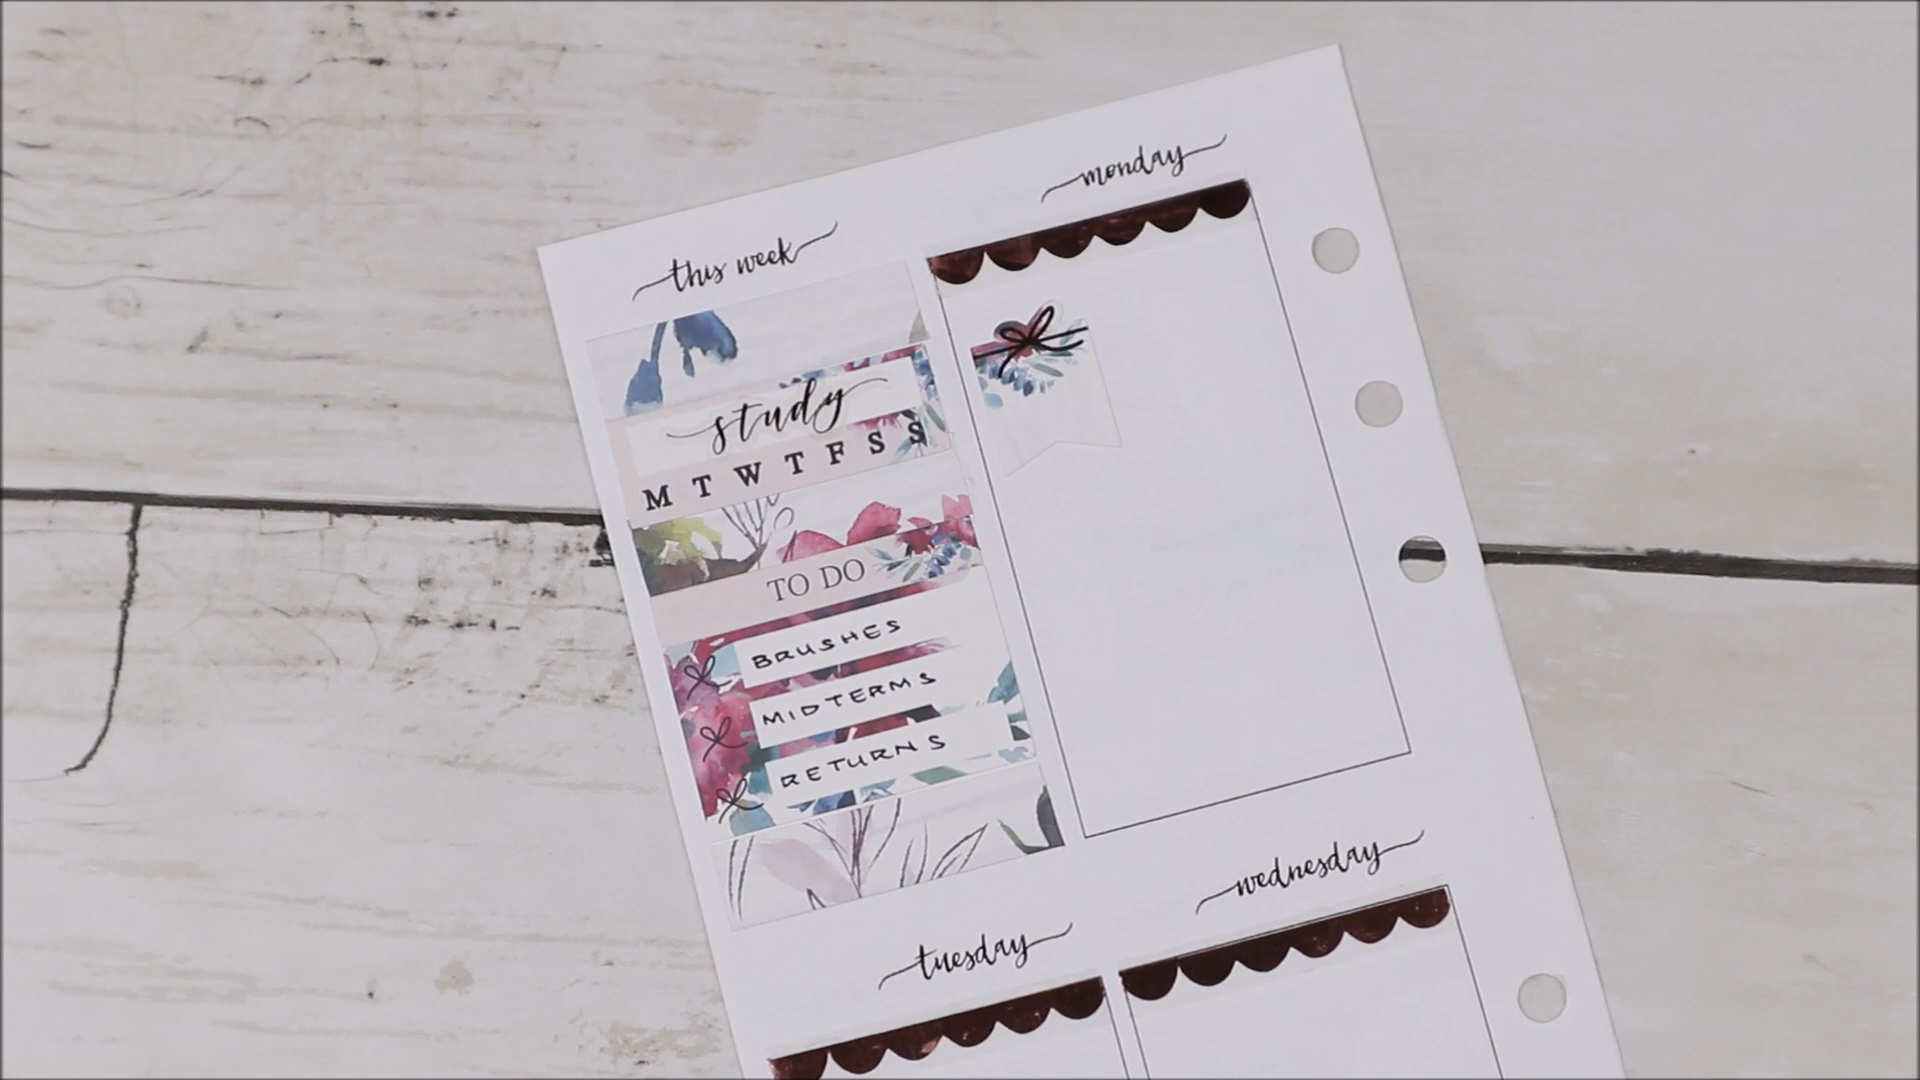 this week
study
M T W T F S S
TO DO
BRUSHES
MIDTERMS
RETURNS
monday
tuesday
wednesday